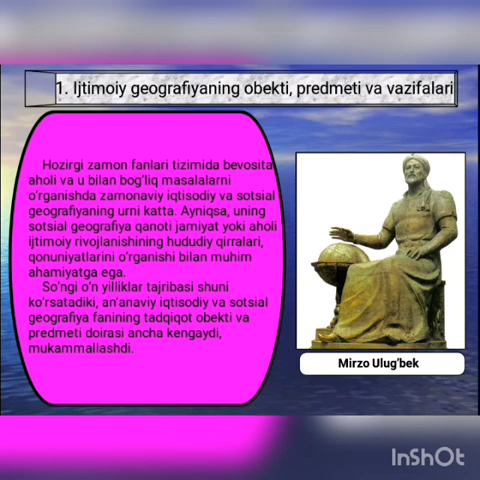 1. Ijtimoiy geografiyaning obekti, predmeti va vazifalari
Hozirgi zamon fanlari tizimida bevosita
aholi va u bilan bog'liq masalalarni
o'rganishda zamonaviy iqtisodiy va sotsial
geografiyaning urni katta. Ayniqsa, uning
sotsial geografiya qanoti jamiyat yoki aholi
ijtimoiy rivojlanishining hududiy qirralari,
qonuniyatlarini o'rganishi bilan muhim
ahamiyatga ega.
So'ngi o'n yilliklar tajribasi shuni
ko'rsatadiki, an'anaviy iqtisodiy va sotsial
geografiya fanining tadqiqot obekti va
predmeti doirasi ancha kengaydi,
mukammallashdi.
Mirzo Ulug'bek
InShOt